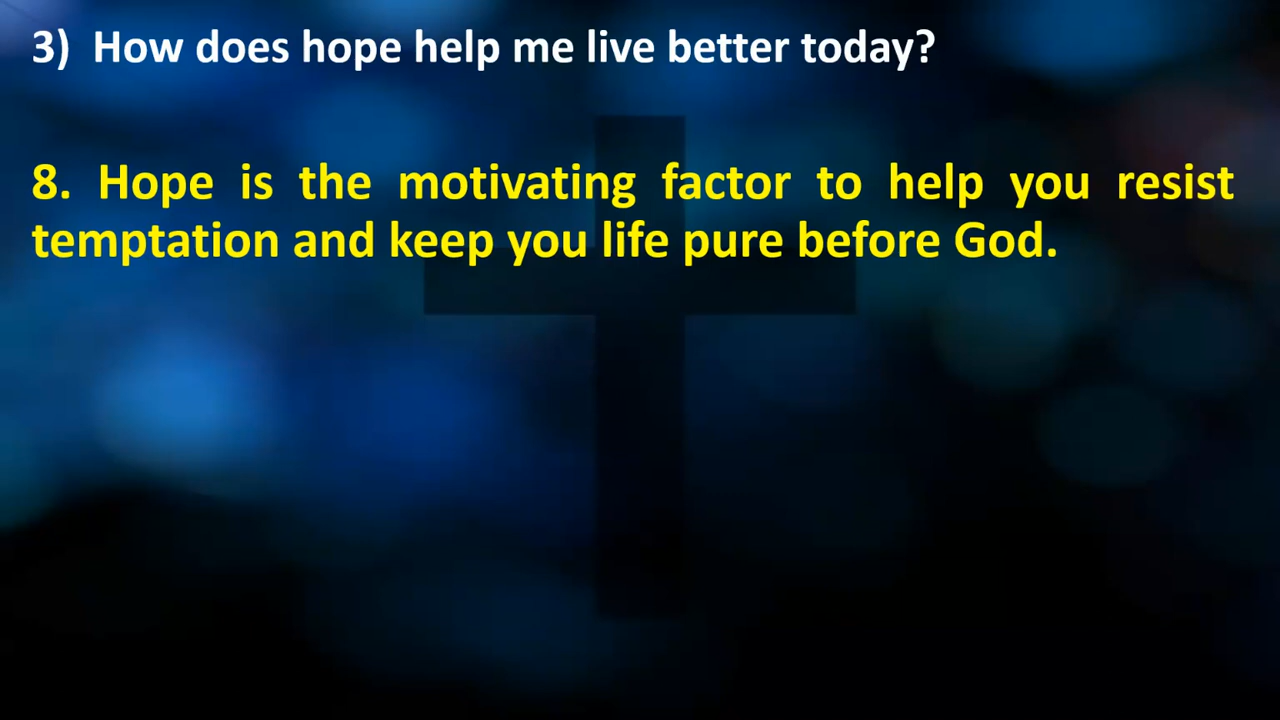 3) How does hope help me live better today?
8. Hope is the motivating factor to help you resist
temptation and keep you life pure before God.